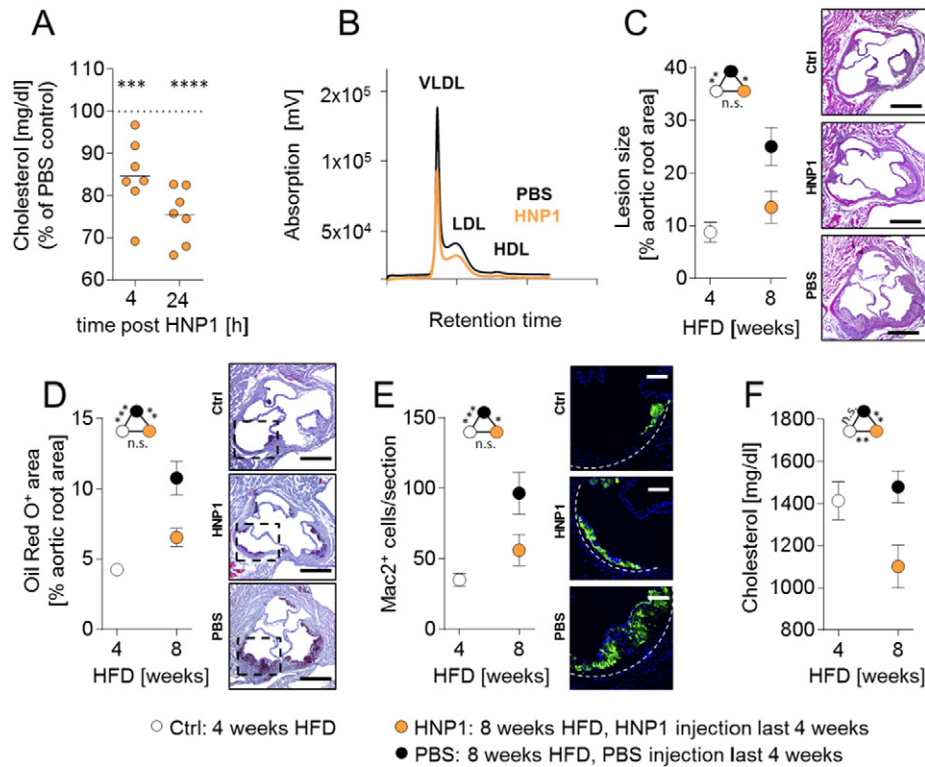 A
Cholesterol [mg/dl]
(% of PBS control)
110
100
90
80
70
60
***
****
4
24
time post HNP1 [h]
B
Absorption [mV]
2x10⁵
1x10⁵
5x10⁴
VLDL
LDL
HDL
PBS
HNP1
Retention time
C
Lesion size
[% aortic root area]
40
30
20
10
0
**
*
n.s.
4
8
HFD [weeks]
Ctrl
HNP1
PBS
D
Oil Red O⁺ area
[% aortic root area]
15
10
5
0
***
**
n.s.
4
8
HFD [weeks]
Ctrl
HNP1
PBS
E
Mac2⁺ cells/section
150
100
50
0
***
**
n.s.
4
8
HFD [weeks]
Ctrl
HNP1
PBS
F
Cholesterol [mg/dl]
1800
1600
1400
1200
1000
800
n.s.
**
**
4
8
HFD [weeks]
Ctrl: 4 weeks HFD
HNP1: 8 weeks HFD, HNP1 injection last 4 weeks
PBS: 8 weeks HFD, PBS injection last 4 weeks